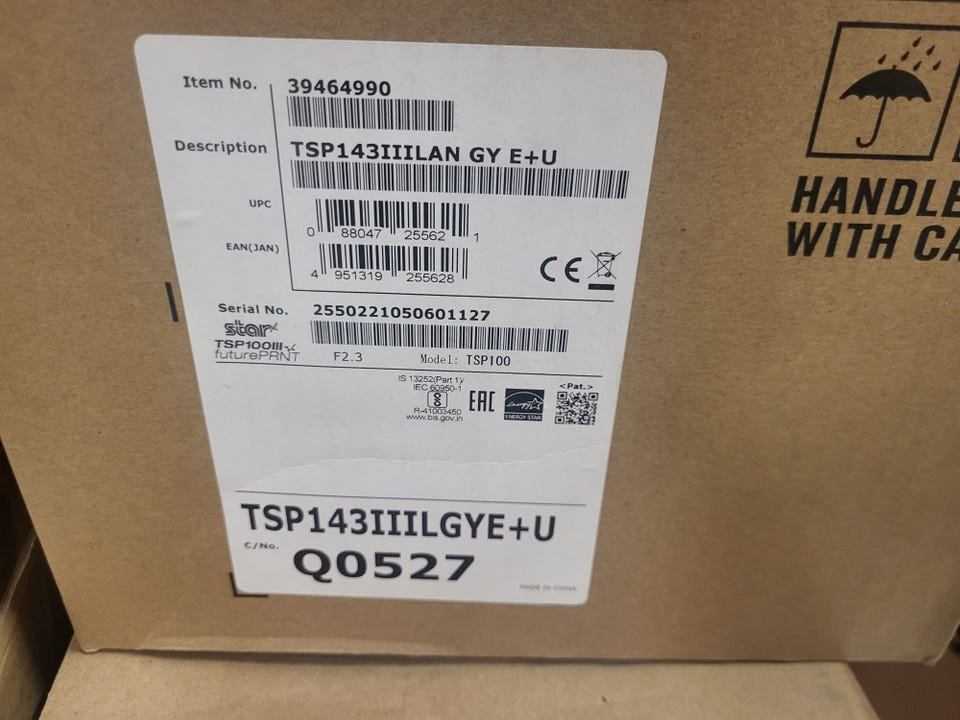 Item No. 39464990
Description TSP143IIILAN GY E+U
UPC
0 88047 25562 1
EAN(JAN)
4 951319 255628
CE
Serial No. 2550221050601127
star
TSP100III
futurePRNT
F2.3 Model: TSP100
IS 13252(Part 1)/
IEC 60950-1
R-41003450
www.bis.gov.in
EAC
energy
ENERGY STAR
<Pat.>
TSP143IIILGYE+U
C/No. Q0527
MADE IN CHINA
HANDLE
WITH CA